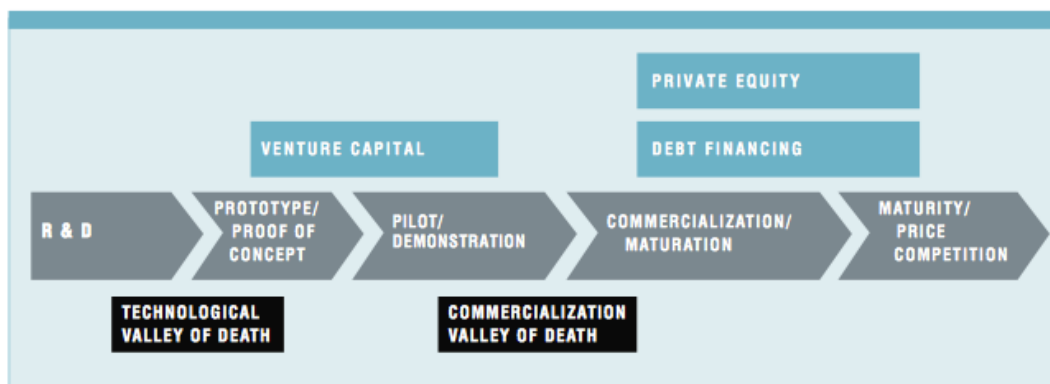 PRIVATE EQUITY
VENTURE CAPITAL
DEBT FINANCING
R & D
PROTOTYPE/
PROOF OF
CONCEPT
PILOT/
DEMONSTRATION
COMMERCIALIZATION/
MATURATION
MATURITY/
PRICE
COMPETITION
TECHNOLOGICAL
VALLEY OF DEATH
COMMERCIALIZATION
VALLEY OF DEATH